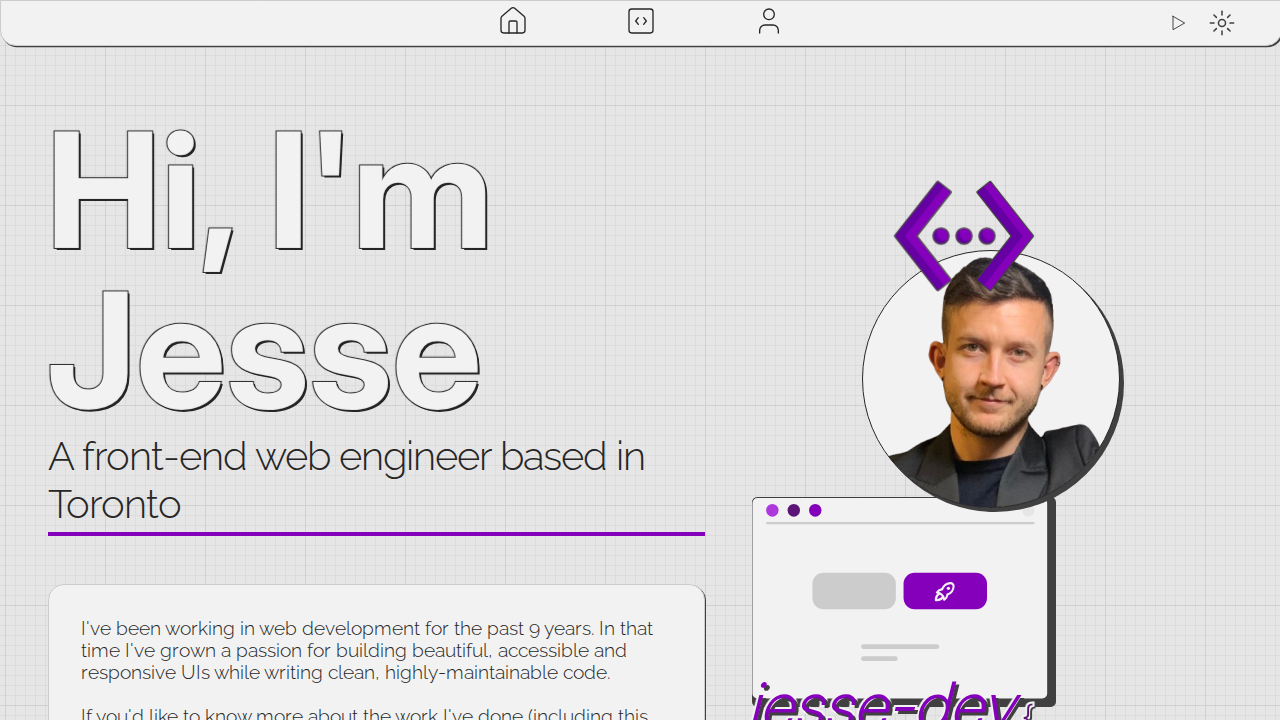 Hi, I'm
Jesse
A front-end web engineer based in
Toronto
I've been working in web development for the past 9 years. In that
time I've grown a passion for building beautiful, accessible and
responsive UIs while writing clean, highly-maintainable code.
If you'd like to know more about the work I've done (including this
jesse-dev {